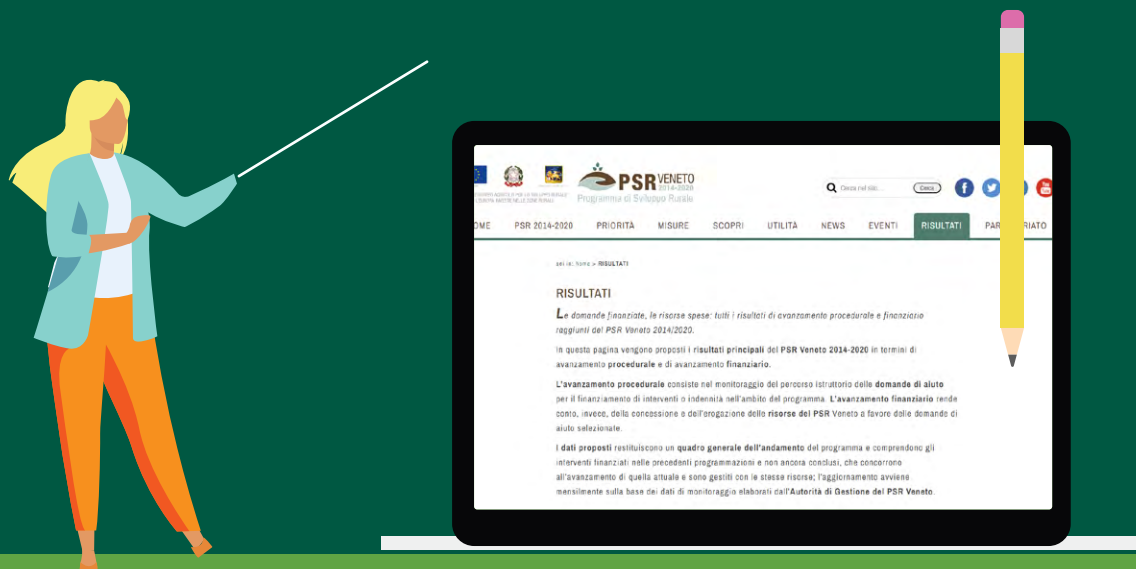 PSR VENETO
2014-2020
Programma di Sviluppo Rurale
Cerca nel sito...
Cerca
OME PSR 2014-2020 PRIORITÀ MISURE SCOPRI UTILITÀ NEWS EVENTI RISULTATI PAR RIATO
sei in: home > RISULTATI
RISULTATI
Le domande finanziate, le risorse spese: tutti i risultati di avanzamento procedurale e finanziario
raggiunti del PSR Veneto 2014/2020.
In questa pagina vengono proposti i risultati principali del PSR Veneto 2014-2020 in termini di
avanzamento procedurale e di avanzamento finanziario.
L'avanzamento procedurale consiste nel monitoraggio del percorso istruttorio delle domande di aiuto
per il finanziamento di interventi o indennità nell'ambito del programma. L'avanzamento finanziario rende
conto, invece, della concessione e dell'erogazione delle risorse del PSR Veneto a favore delle domande di
aiuto selezionate.
I dati proposti restituiscono un quadro generale dell'andamento del programma e comprendono gli
interventi finanziati nelle precedenti programmazioni e non ancora conclusi, che concorrono
all'avanzamento di quella attuale e sono gestiti con le stesse risorse; l'aggiornamento avviene
mensilmente sulla base dei dati di monitoraggio elaborati dall'Autorità di Gestione del PSR Veneto.